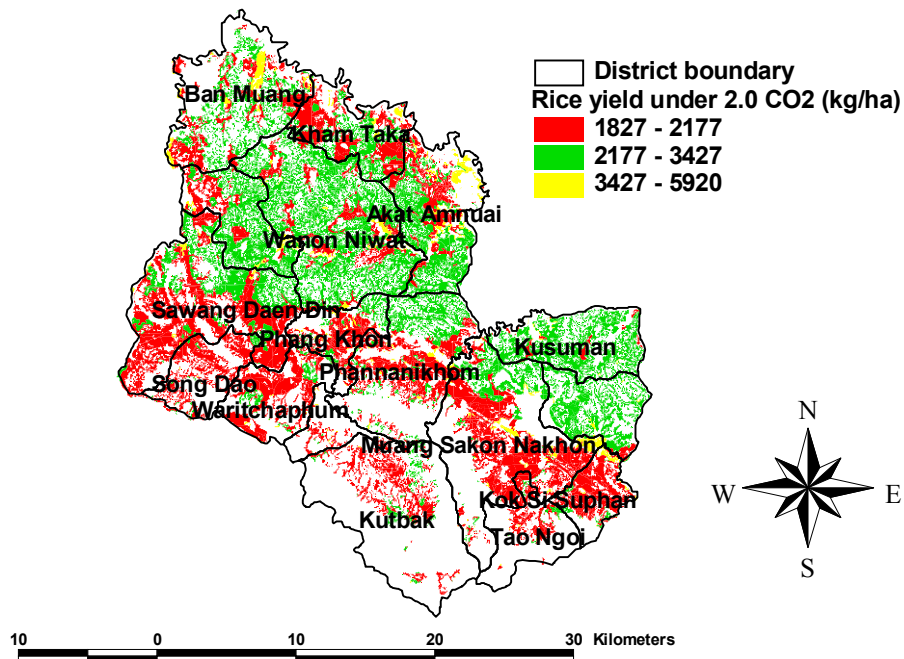 District boundary
Rice yield under 2.0 CO2 (kg/ha)
1827 - 2177
2177 - 3427
3427 - 5920
Ban Muang
Kham Taka
Akat Amnuai
Wanon Niwat
Sawang Daen Din
Phang Khon
Kusuman
Phannanikhom
Song Dao
Waritchaphum
Muang Sakon Nakhon
Kok Si Suphan
Kutbak
Tao Ngoi
N
W E
S
10 0 10 20 30 Kilometers